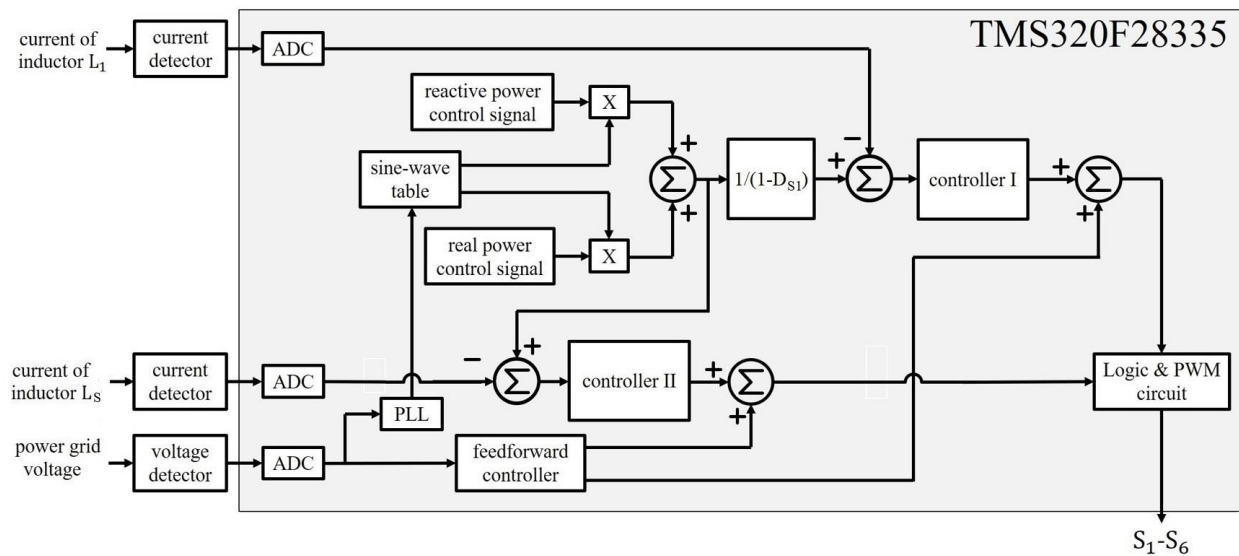 TMS320F28335
current of
inductor L₁
current
detector
ADC
reactive power
control signal
X
−
+
sine-wave
table
Σ
1/(1-D_S1)
+
Σ
controller I
+
Σ
+
+
real power
control signal
X
current of
inductor L_S
current
detector
ADC
−
+
Σ
controller II
+
Σ
+
Logic & PWM
circuit
PLL
power grid
voltage
voltage
detector
ADC
feedforward
controller
S₁-S₆